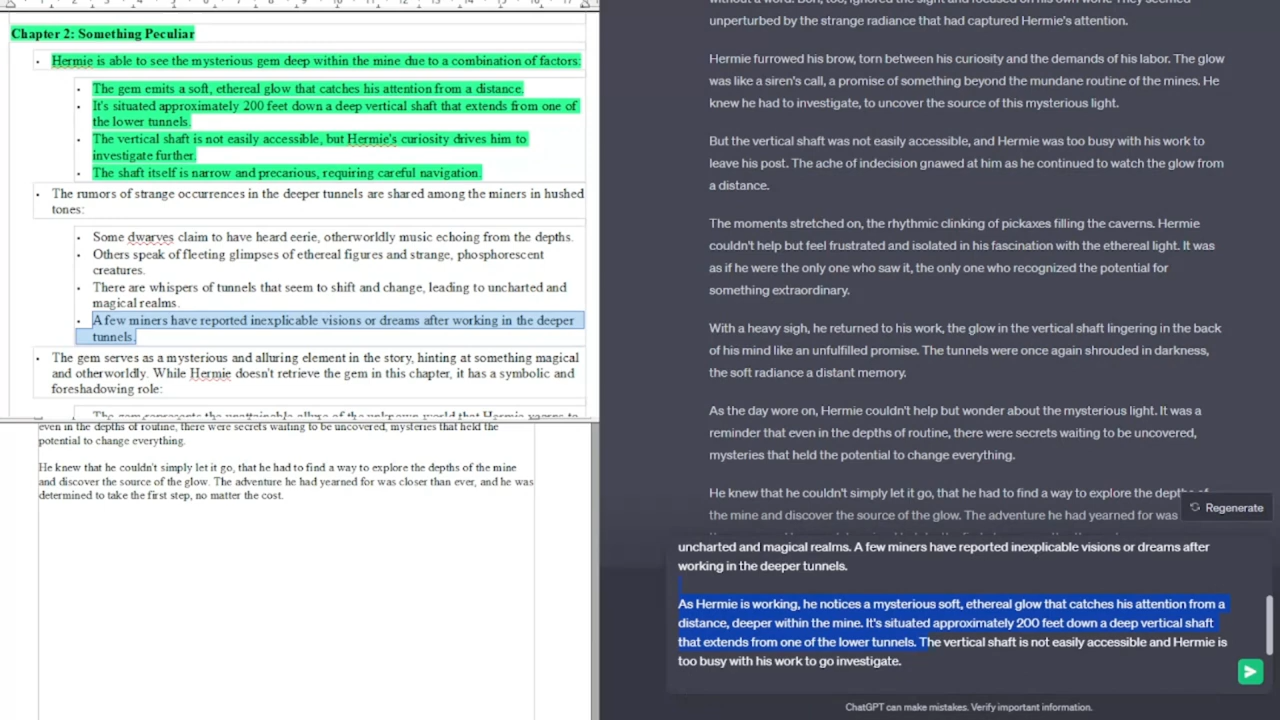 Chapter 2: Something Peculiar
Hermie is able to see the mysterious gem deep within the mine due to a combination of factors:
The gem emits a soft, ethereal glow that catches his attention from a distance.
It's situated approximately 200 feet down a deep vertical shaft that extends from one of
the lower tunnels.
The vertical shaft is not easily accessible, but Hermie's curiosity drives him to
investigate further.
The shaft itself is narrow and precarious, requiring careful navigation.
The rumors of strange occurrences in the deeper tunnels are shared among the miners in hushed
tones:
Some dwarves claim to have heard eerie, otherworldly music echoing from the depths.
Others speak of fleeting glimpses of ethereal figures and strange, phosphorescent
creatures.
There are whispers of tunnels that seem to shift and change, leading to uncharted and
magical realms.
A few miners have reported inexplicable visions or dreams after working in the deeper
tunnels.
The gem serves as a mysterious and alluring element in the story, hinting at something magical
and otherworldly. While Hermie doesn't retrieve the gem in this chapter, it has a symbolic and
foreshadowing role:
The gem represents the unattainable allure of the unknown world that Hermie yearns to
even in the depths of routine, there were secrets waiting to be uncovered, mysteries that held the
potential to change everything.
He knew that he couldn't simply let it go, that he had to find a way to explore the depths of the mine
and discover the source of the glow. The adventure he had yearned for was closer than ever, and he was
determined to take the first step, no matter the cost.
unperturbed by the strange radiance that had captured Hermie's attention.
Hermie furrowed his brow, torn between his curiosity and the demands of his labor. The glow
was like a siren's call, a promise of something beyond the mundane routine of the mines. He
knew he had to investigate, to uncover the source of this mysterious light.
But the vertical shaft was not easily accessible, and Hermie was too busy with his work to
leave his post. The ache of indecision gnawed at him as he continued to watch the glow from
a distance.
The moments stretched on, the rhythmic clinking of pickaxes filling the caverns. Hermie
couldn't help but feel frustrated and isolated in his fascination with the ethereal light. It was
as if he were the only one who saw it, the only one who recognized the potential for
something extraordinary.
With a heavy sigh, he returned to his work, the glow in the vertical shaft lingering in the back
of his mind like an unfulfilled promise. The tunnels were once again shrouded in darkness,
the soft radiance a distant memory.
As the day wore on, Hermie couldn't help but wonder about the mysterious light. It was a
reminder that even in the depths of routine, there were secrets waiting to be uncovered,
mysteries that held the potential to change everything.
He knew that he couldn't simply let it go, that he had to find a way to explore the depths of
the mine and discover the source of the glow. The adventure he had yearned for was
Regenerate
uncharted and magical realms. A few miners have reported inexplicable visions or dreams after
working in the deeper tunnels.
As Hermie is working, he notices a mysterious soft, ethereal glow that catches his attention from a
distance, deeper within the mine. It's situated approximately 200 feet down a deep vertical shaft
that extends from one of the lower tunnels. The vertical shaft is not easily accessible and Hermie is
too busy with his work to go investigate.
ChatGPT can make mistakes. Verify important information.